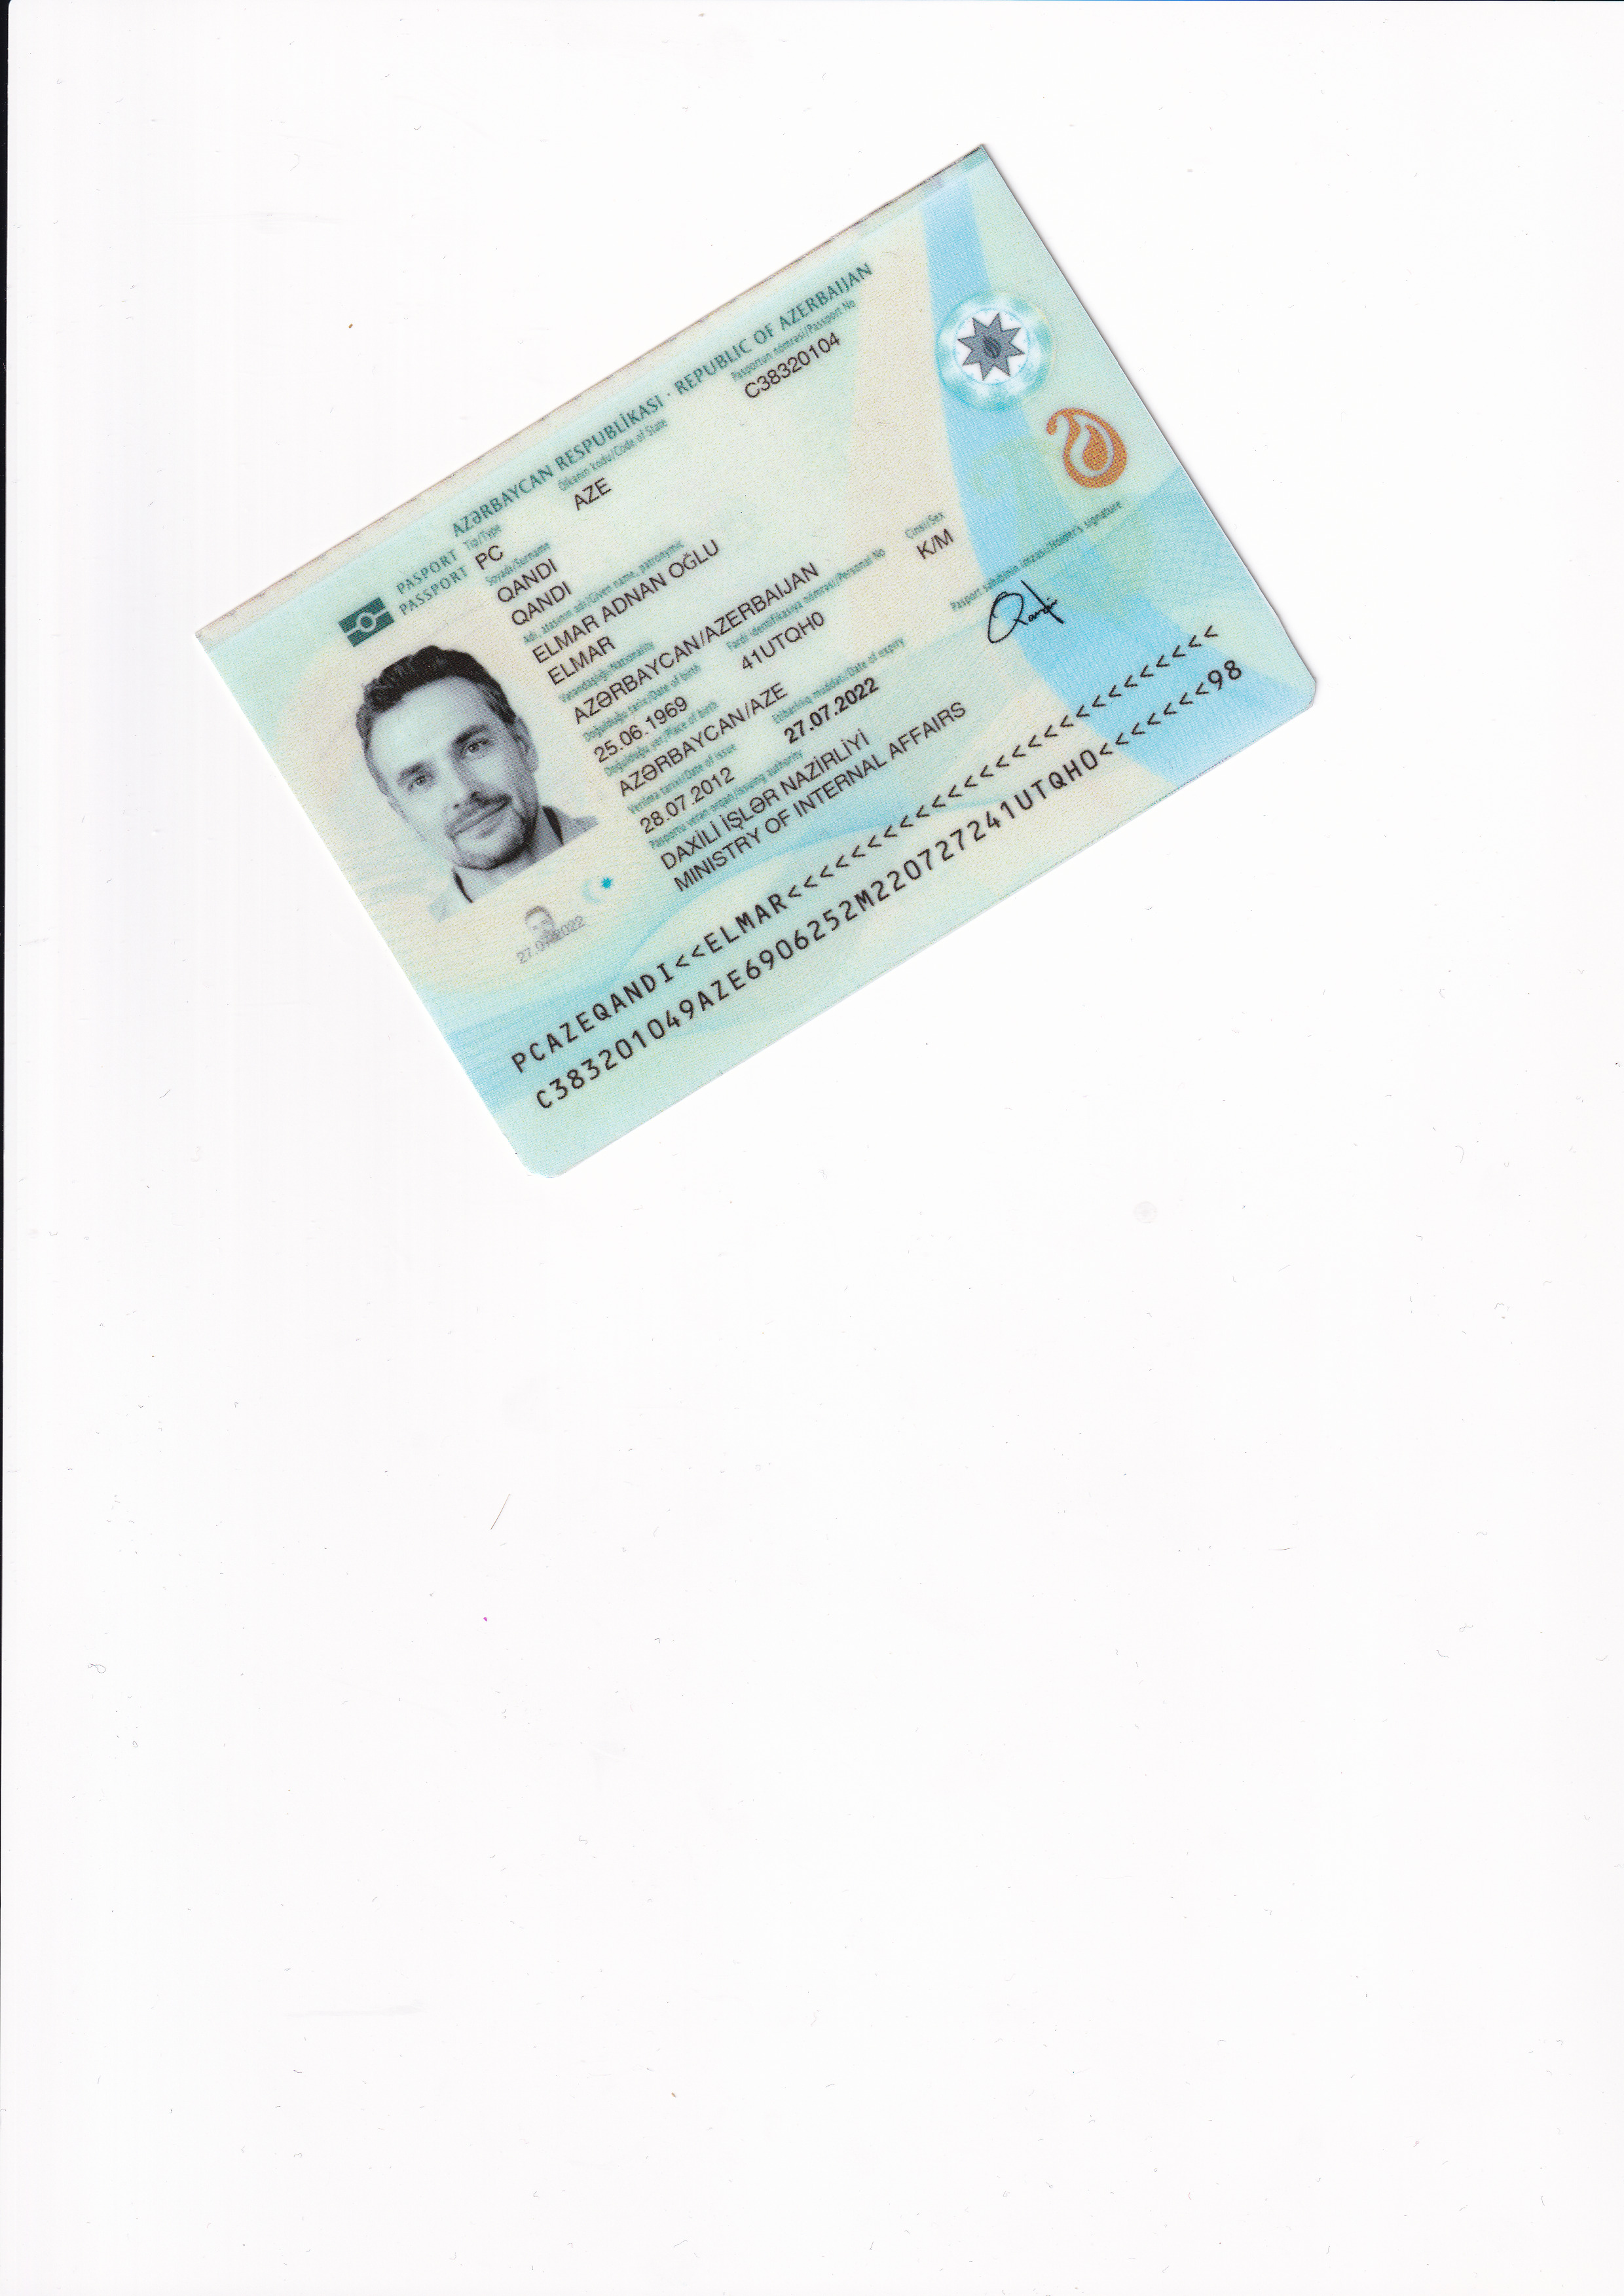 AZƏRBAYCAN RESPUBLİKASI · REPUBLIC OF AZERBAIJAN
PASPORT
PASSPORT
Tip/Type
PC
Ölkənin kodu/Code of State
AZE
Pasportun nömrəsi/Passport No
C38320104
Soyadı/Surname
QANDI
QANDI
Adı, atasının adı/Given name, patronymic
ELMAR ADNAN OĞLU
ELMAR
Vətəndaşlığı/Nationality
AZƏRBAYCAN/AZERBAIJAN
Doğulduğu tarix/Date of birth
25.06.1969
Fərdi identifikasiya nömrəsi/Personal No
41UTQH0
Cinsi/Sex
K/M
Doğulduğu yer/Place of birth
AZƏRBAYCAN/AZE
Verilmə tarixi/Date of issue
28.07.2012
Etibarlılıq müddəti/Date of expiry
27.07.2022
Pasport sahibinin imzası/Holder's signature
Qandi
Pasportu verən orqan/Issuing authority
DAXİLİ İŞLƏR NAZİRLİYİ
MINISTRY OF INTERNAL AFFAIRS
27.07.2022
PCAZEQANDI<<ELMAR<<<<<<<<<<<<<<<<<<<<<<<<<<<
C383201049AZE6906252M220727241UTQH0<<<<<<<98